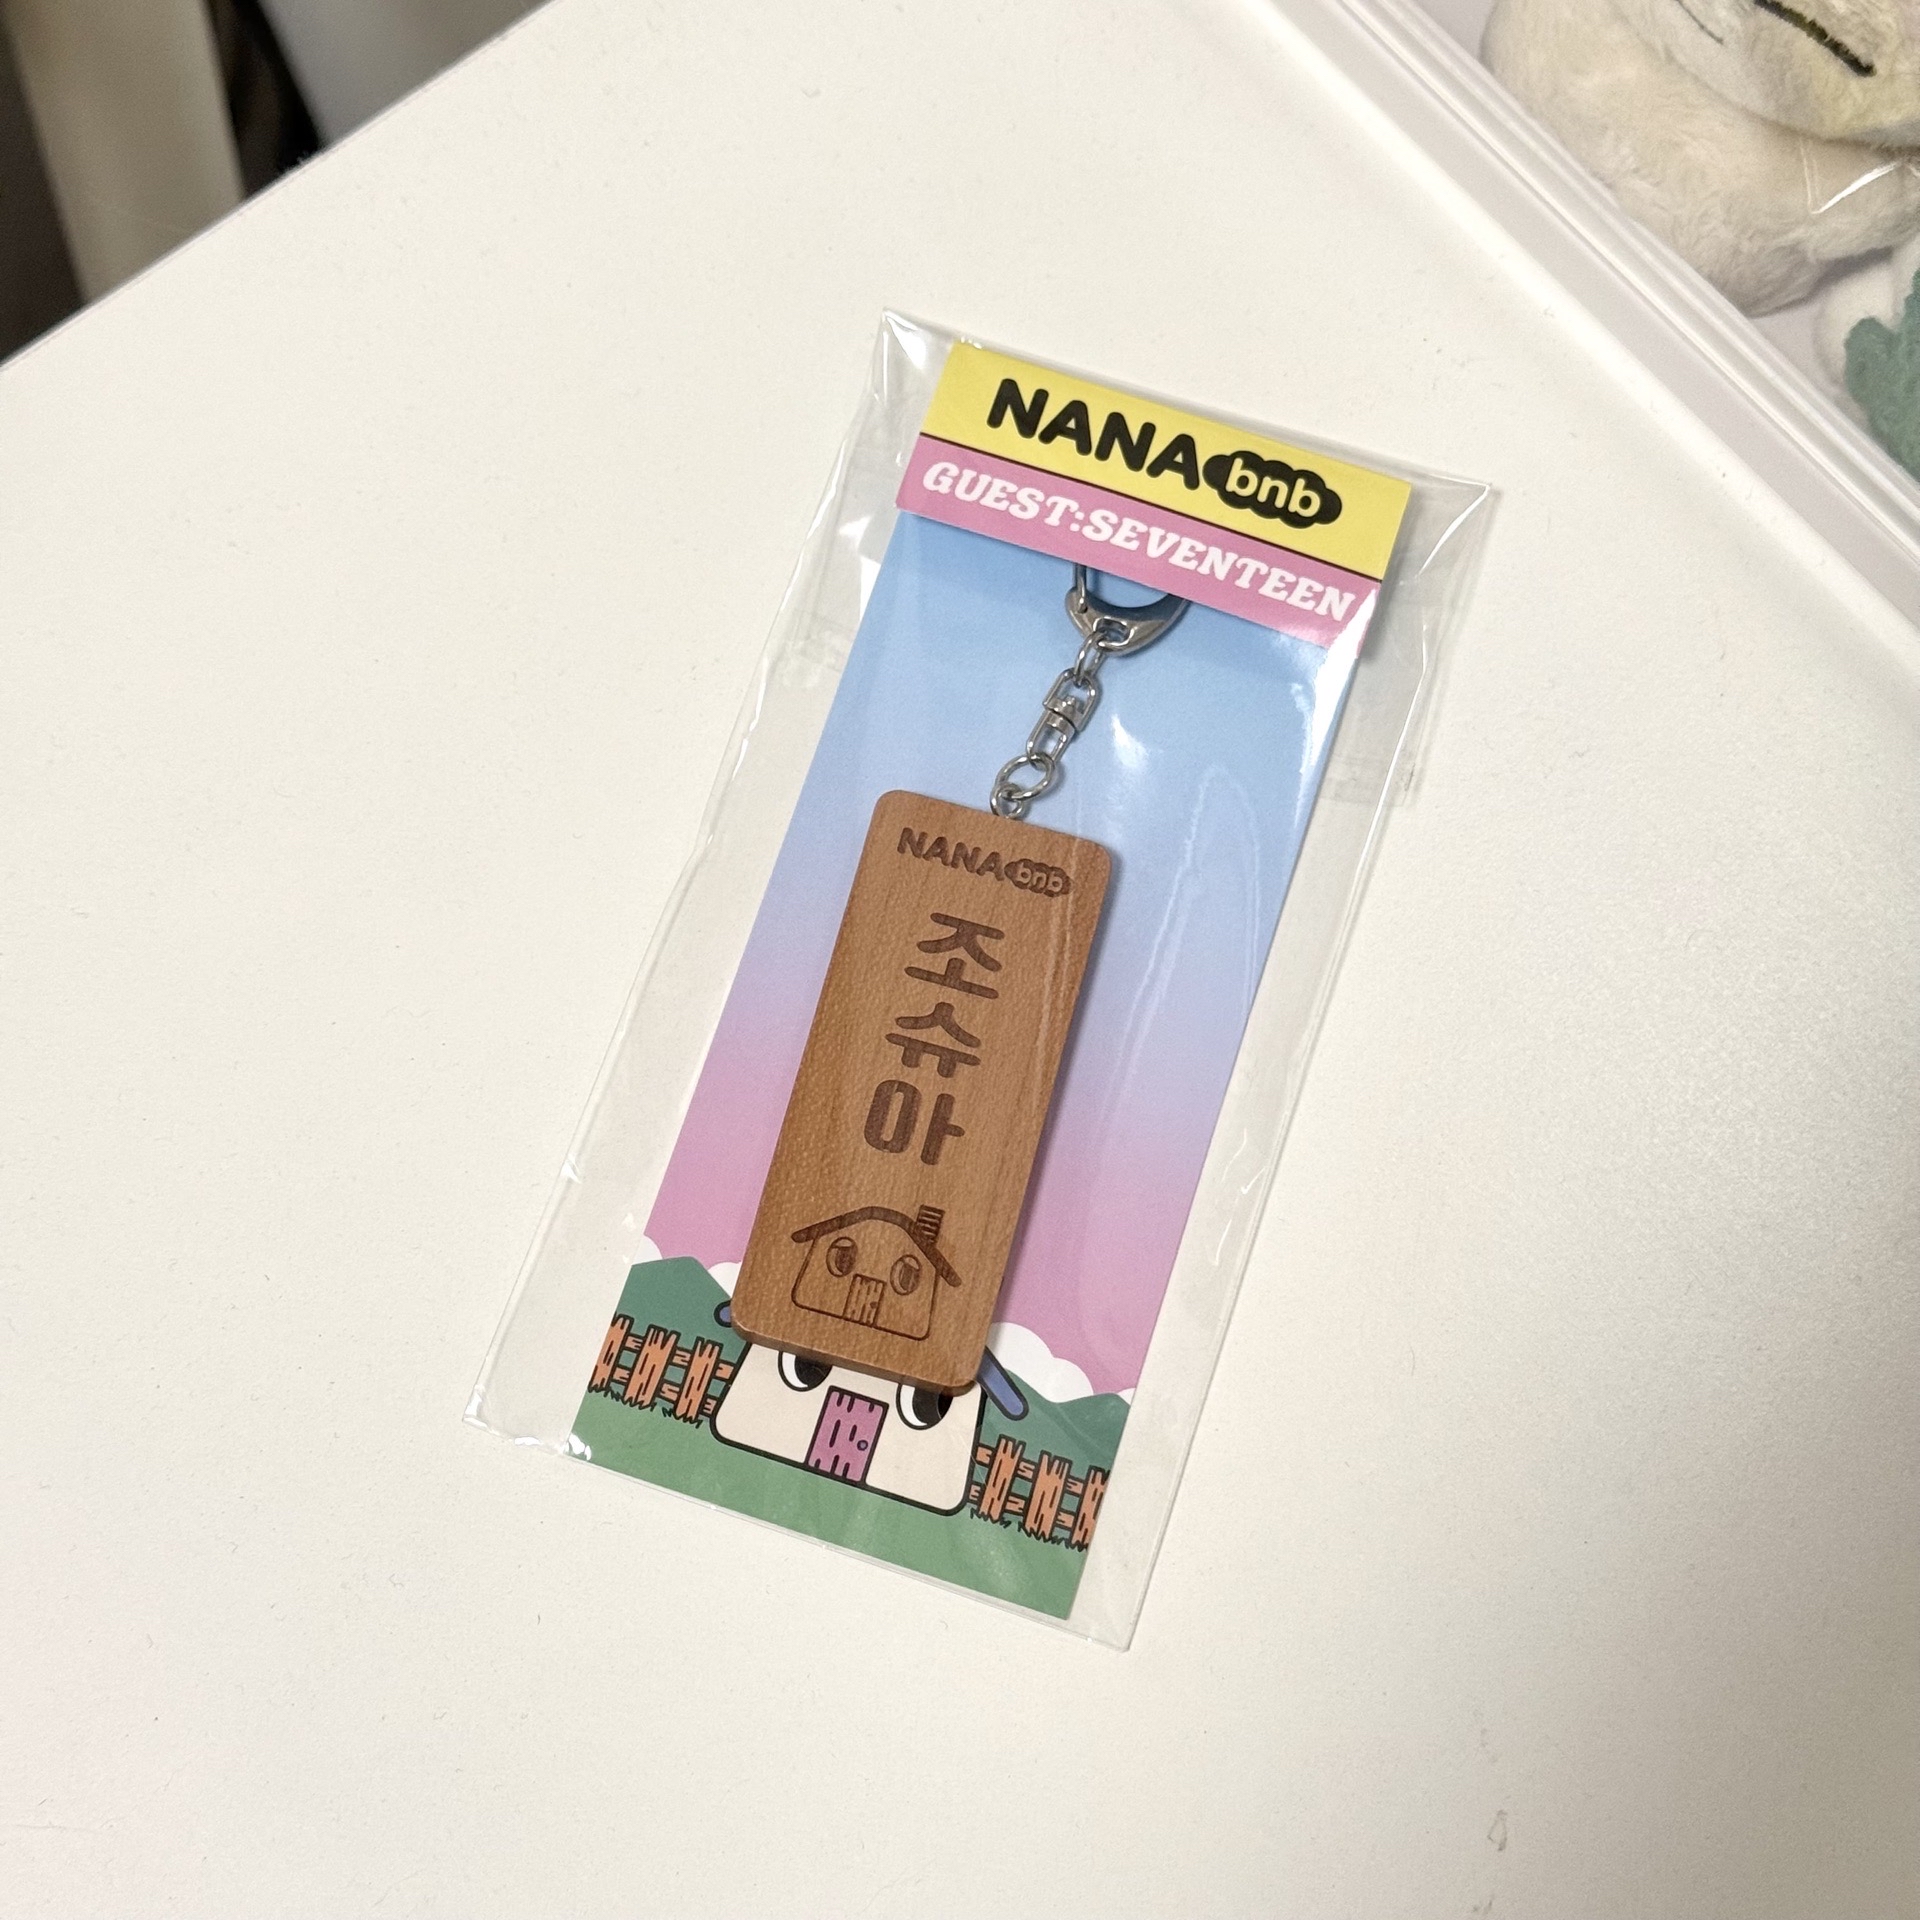 NANA bnb
GUEST:SEVENTEEN
NANA bnb
조
슈
아